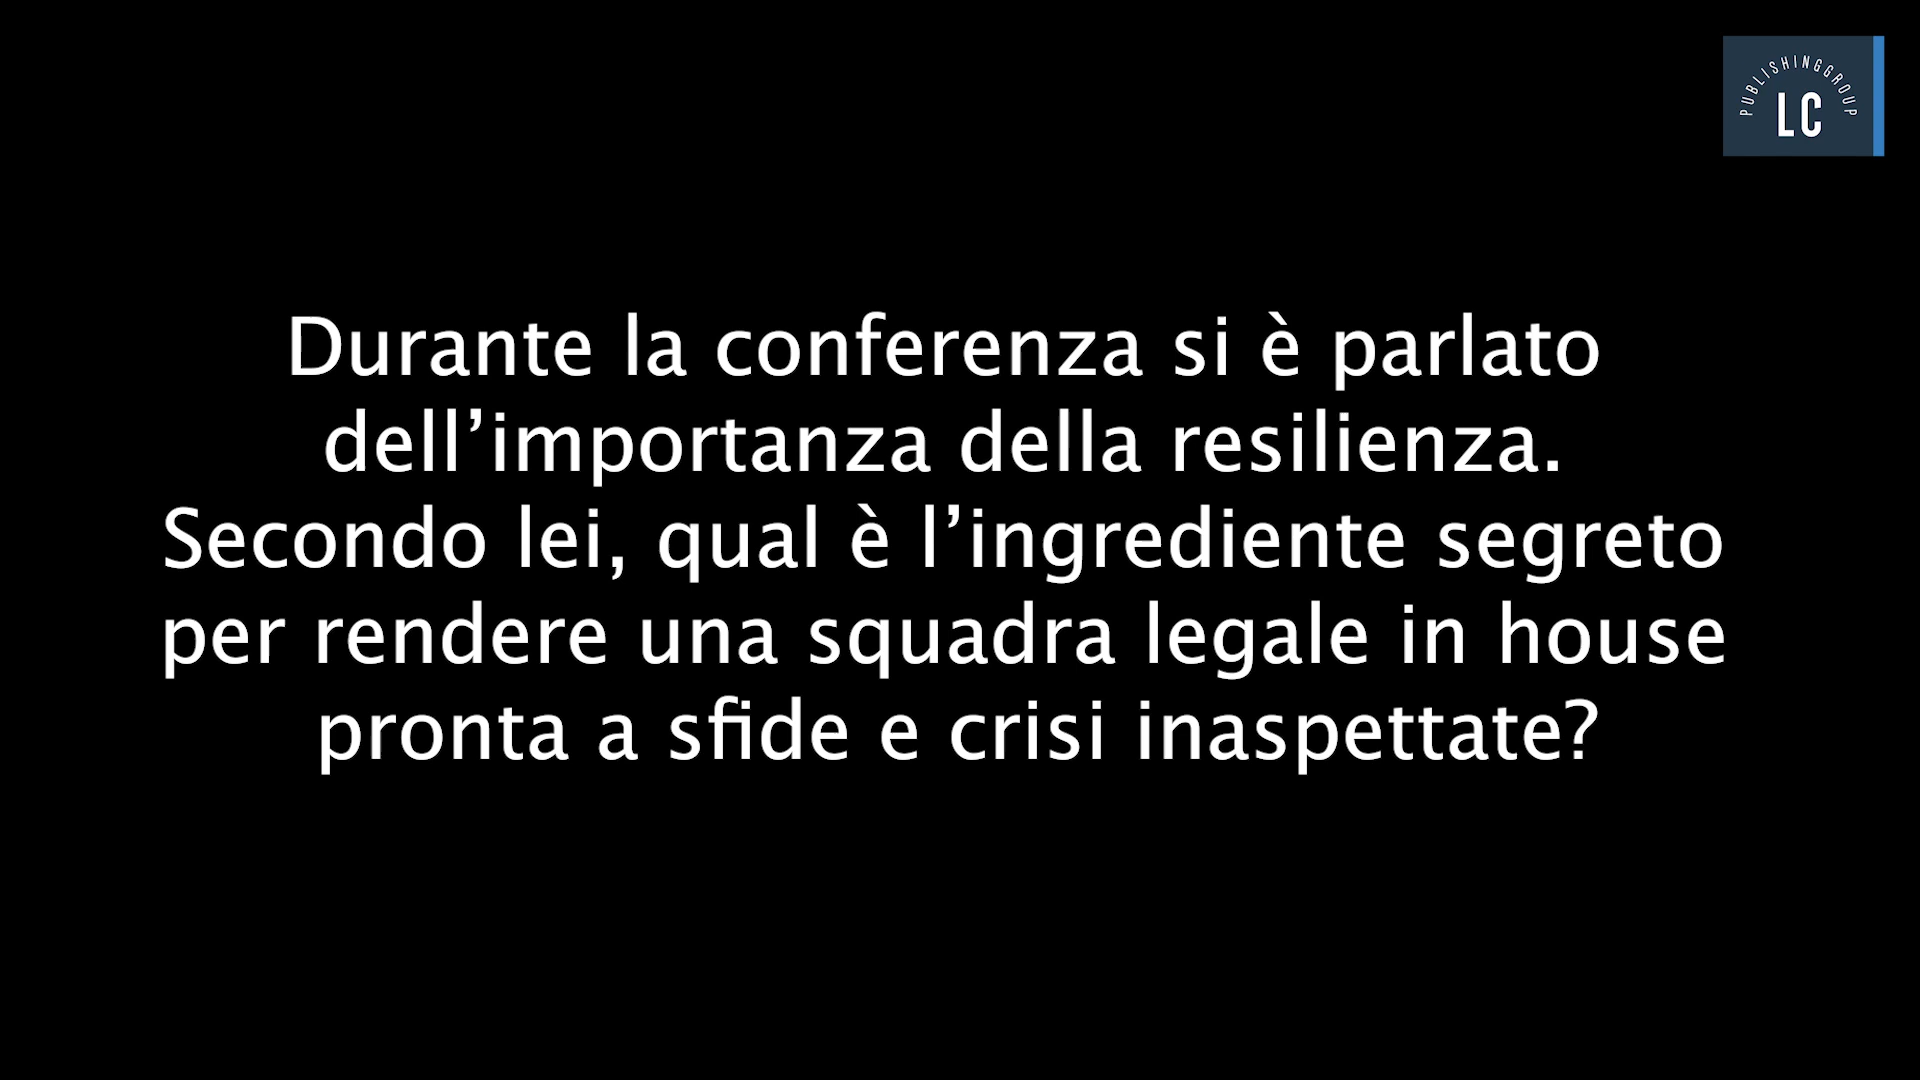 PUBLISHINGGROUP
LC
Durante la conferenza si è parlato
dell’importanza della resilienza.
Secondo lei, qual è l’ingrediente segreto
per rendere una squadra legale in house
pronta a sfide e crisi inaspettate?